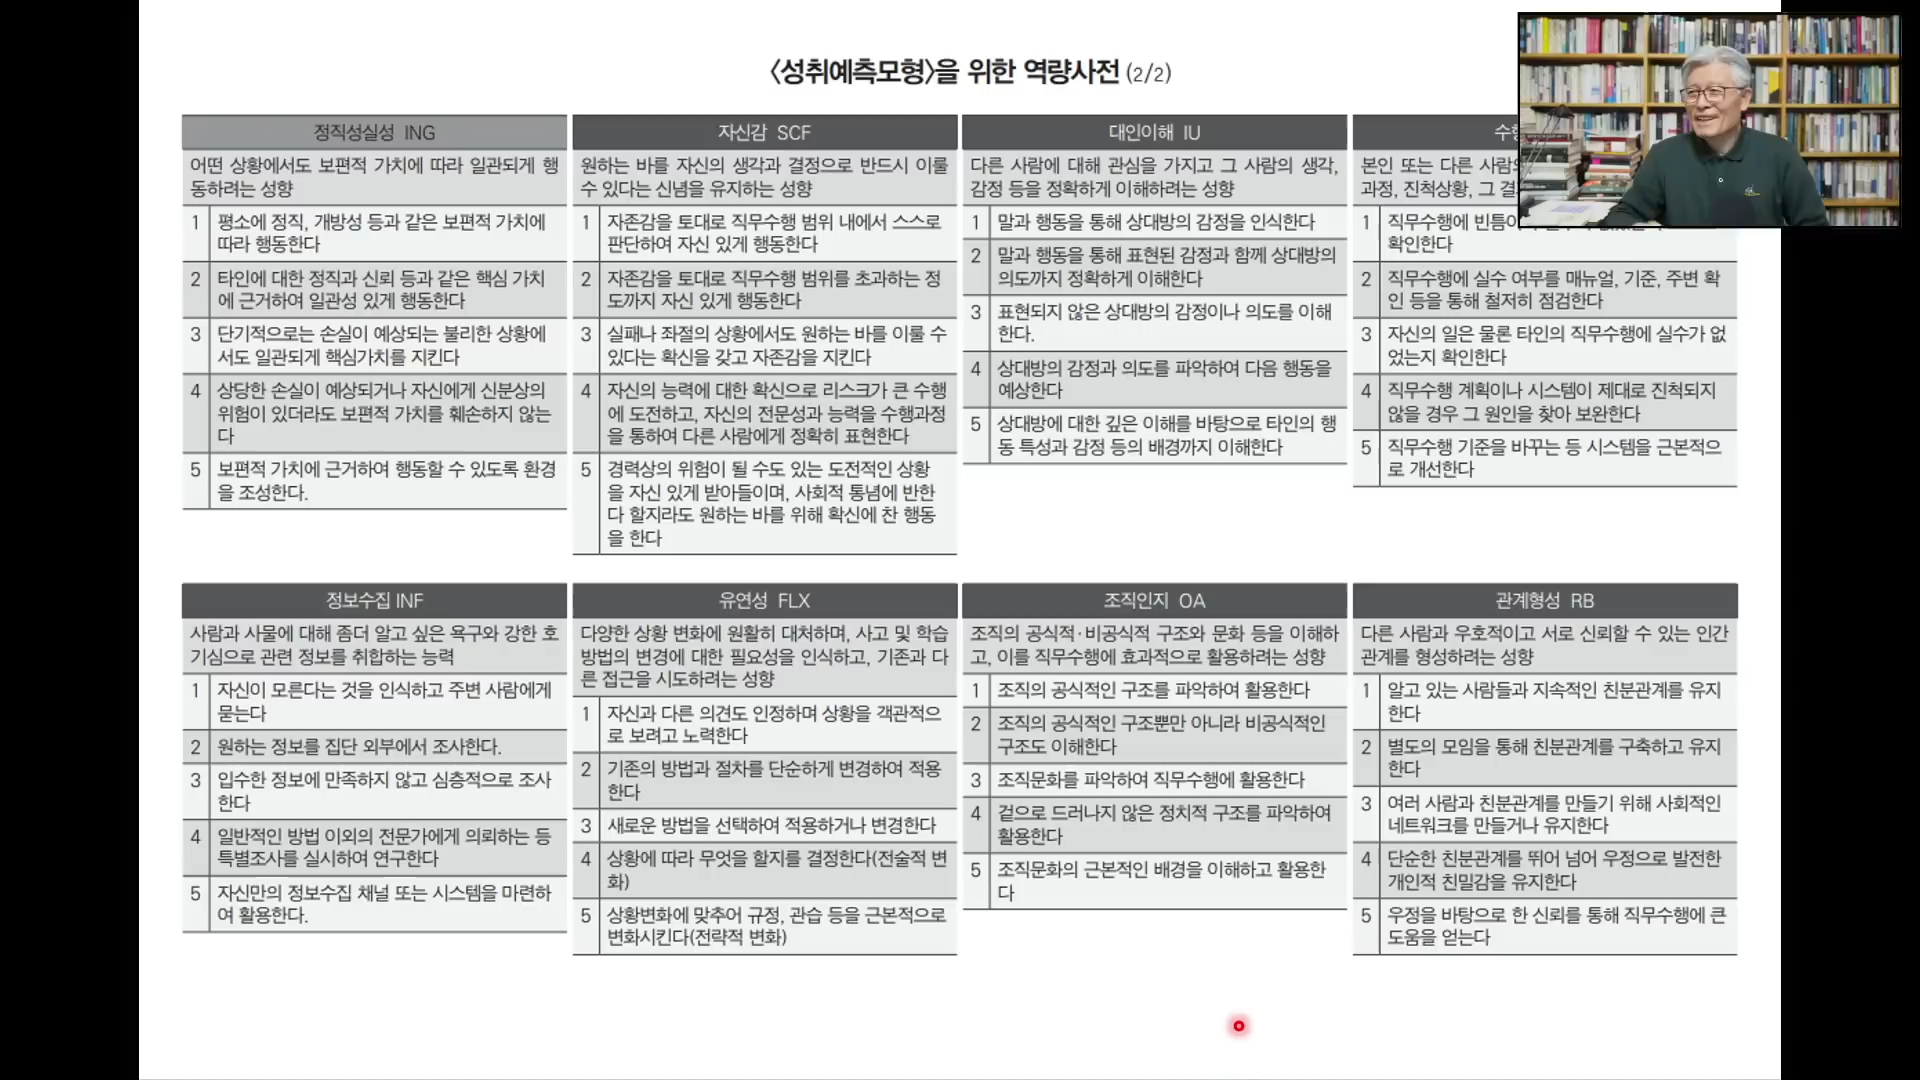 〈성취예측모형〉을 위한 역량사전 (2/2)
정직성실성 ING
어떤 상황에서도 보편적 가치에 따라 일관되게 행
동하려는 성향
1 평소에 정직, 개방성 등과 같은 보편적 가치에
따라 행동한다
2 타인에 대한 정직과 신뢰 등과 같은 핵심 가치
에 근거하여 일관성 있게 행동한다
3 단기적으로는 손실이 예상되는 불리한 상황에
서도 일관되게 핵심가치를 지킨다
4 상당한 손실이 예상되거나 자신에게 신분상의
위험이 있더라도 보편적 가치를 훼손하지 않는
다
5 보편적 가치에 근거하여 행동할 수 있도록 환경
을 조성한다.
자신감 SCF
원하는 바를 자신의 생각과 결정으로 반드시 이룰
수 있다는 신념을 유지하는 성향
1 자존감을 토대로 직무수행 범위 내에서 스스로
판단하여 자신 있게 행동한다
2 자존감을 토대로 직무수행 범위를 초과하는 정
도까지 자신 있게 행동한다
3 실패나 좌절의 상황에서도 원하는 바를 이룰 수
있다는 확신을 갖고 자존감을 지킨다
4 자신의 능력에 대한 확신으로 리스크가 큰 수행
에 도전하고, 자신의 전문성과 능력을 수행과정
을 통하여 다른 사람에게 정확히 표현한다
5 경력상의 위험이 될 수도 있는 도전적인 상황
을 자신 있게 받아들이며, 사회적 통념에 반한
다 할지라도 원하는 바를 위해 확신에 찬 행동
을 한다
대인이해 IU
다른 사람에 대해 관심을 가지고 그 사람의 생각,
감정 등을 정확하게 이해하려는 성향
1 말과 행동을 통해 상대방의 감정을 인식한다
2 말과 행동을 통해 표현된 감정과 함께 상대방의
의도까지 정확하게 이해한다
3 표현되지 않은 상대방의 감정이나 의도를 이해
한다.
4 상대방의 감정과 의도를 파악하여 다음 행동을
예상한다
5 상대방에 대한 깊은 이해를 바탕으로 타인의 행
동 특성과 감정 등의 배경까지 이해한다
본인 또는 다른
과정, 진척상황, 그
1 직무수행에
확인한다
2 직무수행에 실수 여부를 매뉴얼, 기준, 주변 확
인 등을 통해 철저히 점검한다
3 자신의 일은 물론 타인의 직무수행에 실수가 없
었는지 확인한다
4 직무수행 계획이나 시스템이 제대로 진척되지
않을 경우 그 원인을 찾아 보완한다
5 직무수행 기준을 바꾸는 등 시스템을 근본적으
로 개선한다
정보수집 INF
사람과 사물에 대해 좀더 알고 싶은 욕구와 강한 호
기심으로 관련 정보를 취합하는 능력
1 자신이 모른다는 것을 인식하고 주변 사람에게
묻는다
2 원하는 정보를 집단 외부에서 조사한다.
3 입수한 정보에 만족하지 않고 심층적으로 조사
한다
4 일반적인 방법 이외의 전문가에게 의뢰하는 등
특별조사를 실시하여 연구한다
5 자신만의 정보수집 채널 또는 시스템을 마련하
여 활용한다.
유연성 FLX
다양한 상황 변화에 원활히 대처하며, 사고 및 학습
방법의 변경에 대한 필요성을 인식하고, 기존과 다
른 접근을 시도하려는 성향
1 자신과 다른 의견도 인정하며 상황을 객관적으
로 보려고 노력한다
2 기존의 방법과 절차를 단순하게 변경하여 적용
한다
3 새로운 방법을 선택하여 적용하거나 변경한다
4 상황에 따라 무엇을 할지를 결정한다(전술적 변
화)
5 상황변화에 맞추어 규정, 관습 등을 근본적으로
변화시킨다(전략적 변화)
조직인지 OA
조직의 공식적·비공식적 구조와 문화 등을 이해하
고, 이를 직무수행에 효과적으로 활용하려는 성향
1 조직의 공식적인 구조를 파악하여 활용한다
2 조직의 공식적인 구조뿐만 아니라 비공식적인
구조도 이해한다
3 조직문화를 파악하여 직무수행에 활용한다
4 겉으로 드러나지 않은 정치적 구조를 파악하여
활용한다
5 조직문화의 근본적인 배경을 이해하고 활용한
다
관계형성 RB
다른 사람과 우호적이고 서로 신뢰할 수 있는 인간
관계를 형성하려는 성향
1 알고 있는 사람들과 지속적인 친분관계를 유지
한다
2 별도의 모임을 통해 친분관계를 구축하고 유지
한다
3 여러 사람과 친분관계를 만들기 위해 사회적인
네트워크를 만들거나 유지한다
4 단순한 친분관계를 뛰어 넘어 우정으로 발전한
개인적 친밀감을 유지한다
5 우정을 바탕으로 한 신뢰를 통해 직무수행에 큰
도움을 얻는다